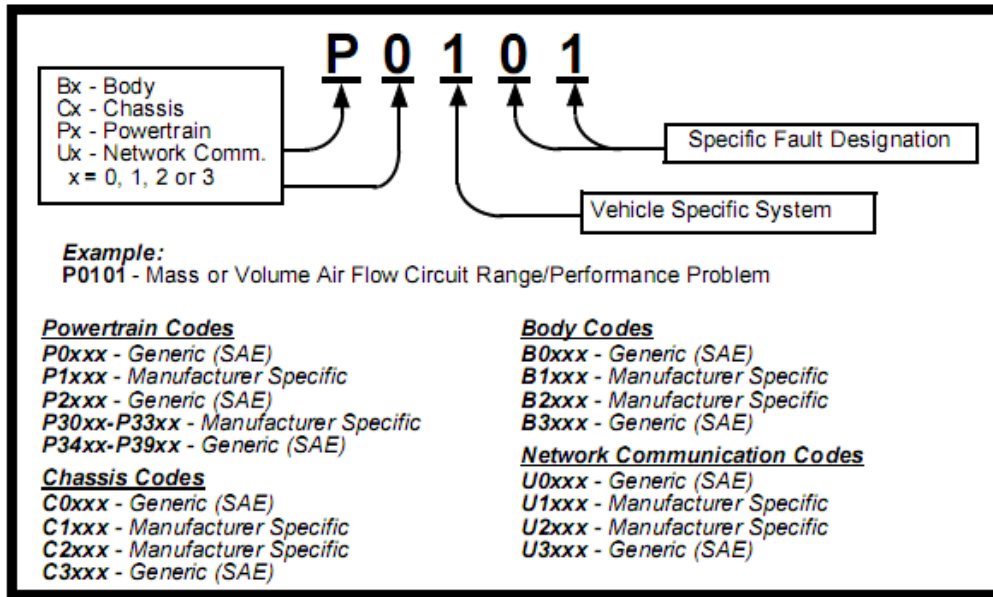 P 0 1 0 1
Bx - Body
Cx - Chassis
Px - Powertrain
Ux - Network Comm.
x = 0, 1, 2 or 3
Specific Fault Designation
Vehicle Specific System
Example:
P0101 - Mass or Volume Air Flow Circuit Range/Performance Problem
Powertrain Codes
P0xxx - Generic (SAE)
P1xxx - Manufacturer Specific
P2xxx - Generic (SAE)
P30xx-P33xx - Manufacturer Specific
P34xx-P39xx - Generic (SAE)
Chassis Codes
C0xxx - Generic (SAE)
C1xxx - Manufacturer Specific
C2xxx - Manufacturer Specific
C3xxx - Generic (SAE)
Body Codes
B0xxx - Generic (SAE)
B1xxx - Manufacturer Specific
B2xxx - Manufacturer Specific
B3xxx - Generic (SAE)
Network Communication Codes
U0xxx - Generic (SAE)
U1xxx - Manufacturer Specific
U2xxx - Manufacturer Specific
U3xxx - Generic (SAE)